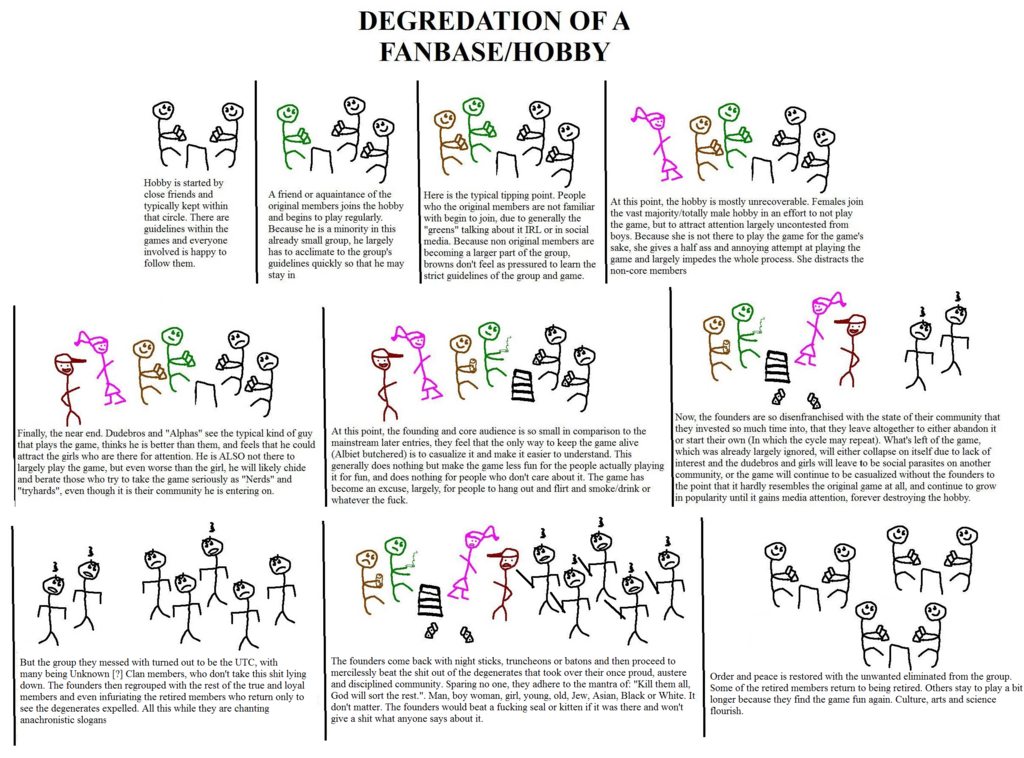 DEGREDATION OF A
FANBASE/HOBBY
Hobby is started by
close friends and
typically kept within
that circle. There are
guidelines within the
games and everyone
involved is happy to
follow them.
A friend or aquaintance of the
original members joins the hobby
and begins to play regularly.
Because he is a minority in this
already small group, he largely
has to acclimate to the group's
guidelines quickly so that he may
stay in
Here is the typical tipping point. People
who the original members are not familiar
with begin to join, due to generally the
"greens" talking about it IRL or in social
media. Because non original members are
becoming a larger part of the group,
browns don't feel as pressured to learn the
strict guidelines of the group and game.
At this point, the hobby is mostly unrecoverable. Females join
the vast majority/totally male hobby in an effort to not play
the game, but to attract attention largely uncontested from
boys. Because she is not there to play the game for the game's
sake, she gives a half ass and annoying attempt at playing the
game and largely impedes the whole process. She distracts the
non-core members
Finally, the near end. Dudebros and "Alphas" see the typical kind of guy
that plays the game, thinks he is better than them, and feels that he could
attract the girls who are there for attention. He is ALSO not there to
largely play the game, but even worse than the girl, he will likely chide
and berate those who try to take the game seriously as "Nerds" and
"tryhards", even though it is their community he is entering on.
At this point, the founding and core audience is so small in comparison to the
mainstream later entries, they feel that the only way to keep the game alive
(Albiet butchered) is to casualize it and make it easier to understand. This
generally does nothing but make the game less fun for the people actually playing
it for fun, and does nothing for people who don't care about it. The game has
become an excuse, largely, for people to hang out and flirt and smoke/drink or
whatever the fuck.
Now, the founders are so disenfranchised with the state of their community that
they invested so much time into, that they leave altogether to either abandon it
or start their own (In which the cycle may repeat). What's left of the game,
which was already largely ignored, will either collapse on itself due to lack of
interest and the dudebros and girls will leave to be social parasites on another
community, or the game will continue to be casualized without the founders to
the point that it hardly resembles the original game at all, and continue to grow
in popularity until it gains media attention, forever destroying the hobby.
But the group they messed with turned out to be the UTC, with
many being Unknown [?] Clan members, who don't take this shit lying
down. The founders then regrouped with the rest of the true and loyal
members and even infuriating the retired members who return only to
see the degenerates expelled. All this while they are chanting
anachronistic slogans
The founders come back with night sticks, truncheons or batons and then proceed to
mercilessly beat the shit out of the degenerates that took over their once proud, austere
and disciplined community. Sparing no one, they adhere to the mantra of: "Kill them all,
God will sort the rest.". Man, boy woman, girl, young, old, Jew, Asian, Black or White. It
don't matter. The founders would beat a fucking seal or kitten if it was there and won't
give a shit what anyone says about it.
Order and peace is restored with the unwanted eliminated from the group.
Some of the retired members return to being retired. Others stay to play a bit
longer because they find the game fun again. Culture, arts and science
flourish.